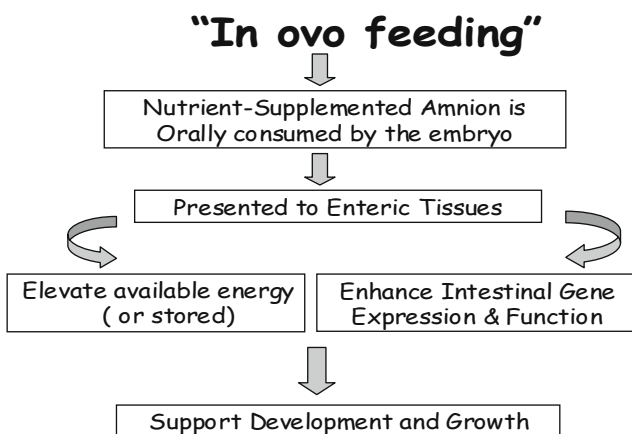 "In ovo feeding"
Nutrient-Supplemented Amnion is
Orally consumed by the embryo
Presented to Enteric Tissues
Elevate available energy
( or stored)
Enhance Intestinal Gene
Expression & Function
Support Development and Growth